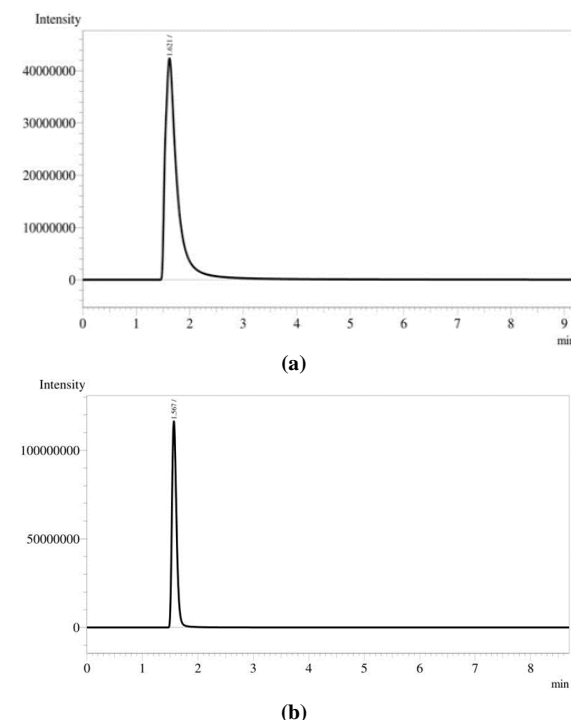 Intensity
1.621 /
40000000
30000000
20000000
10000000
0
0 1 2 3 4 5 6 7 8 9
min
(a)
Intensity
1.567 /
100000000
50000000
0
0 1 2 3 4 5 6 7 8
min
(b)